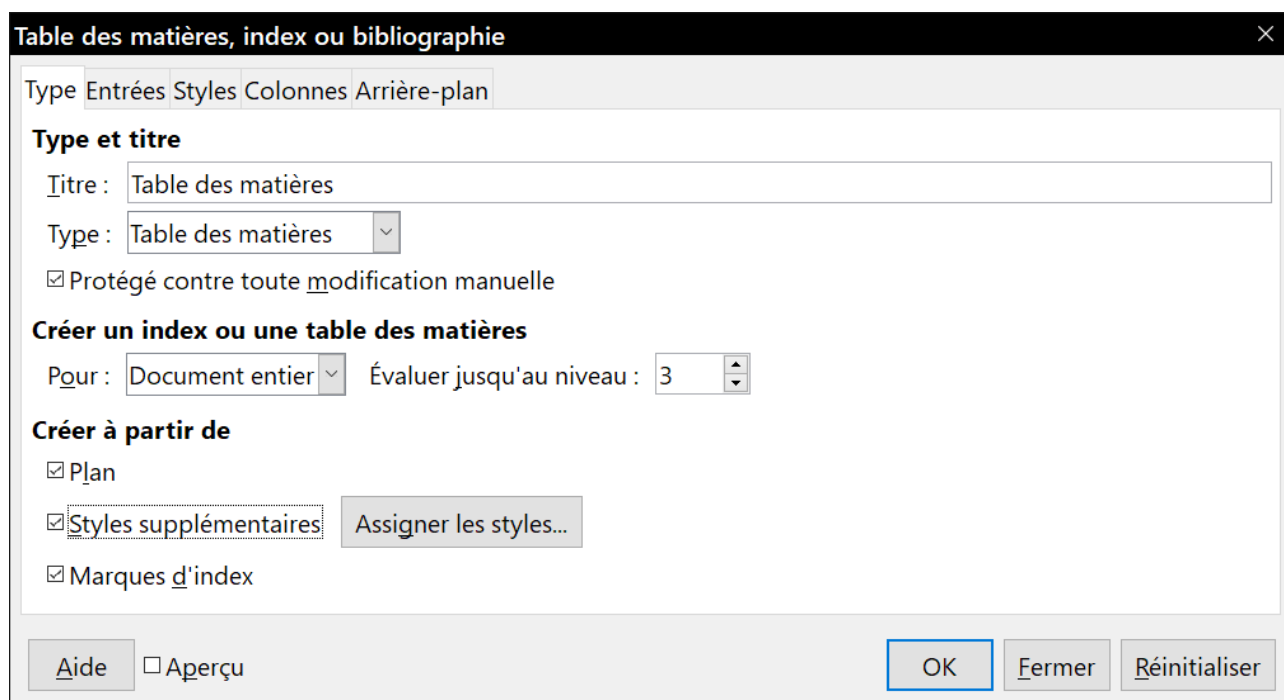 Table des matières, index ou bibliographie
Type Entrées Styles Colonnes Arrière-plan
Type et titre
Titre : Table des matières
Type : Table des matières
Protégé contre toute modification manuelle
Créer un index ou une table des matières
Pour : Document entier Évaluer jusqu'au niveau : 3
Créer à partir de
Plan
Styles supplémentaires Assigner les styles...
Marques d'index
Aide Aperçu OK Fermer Réinitialiser